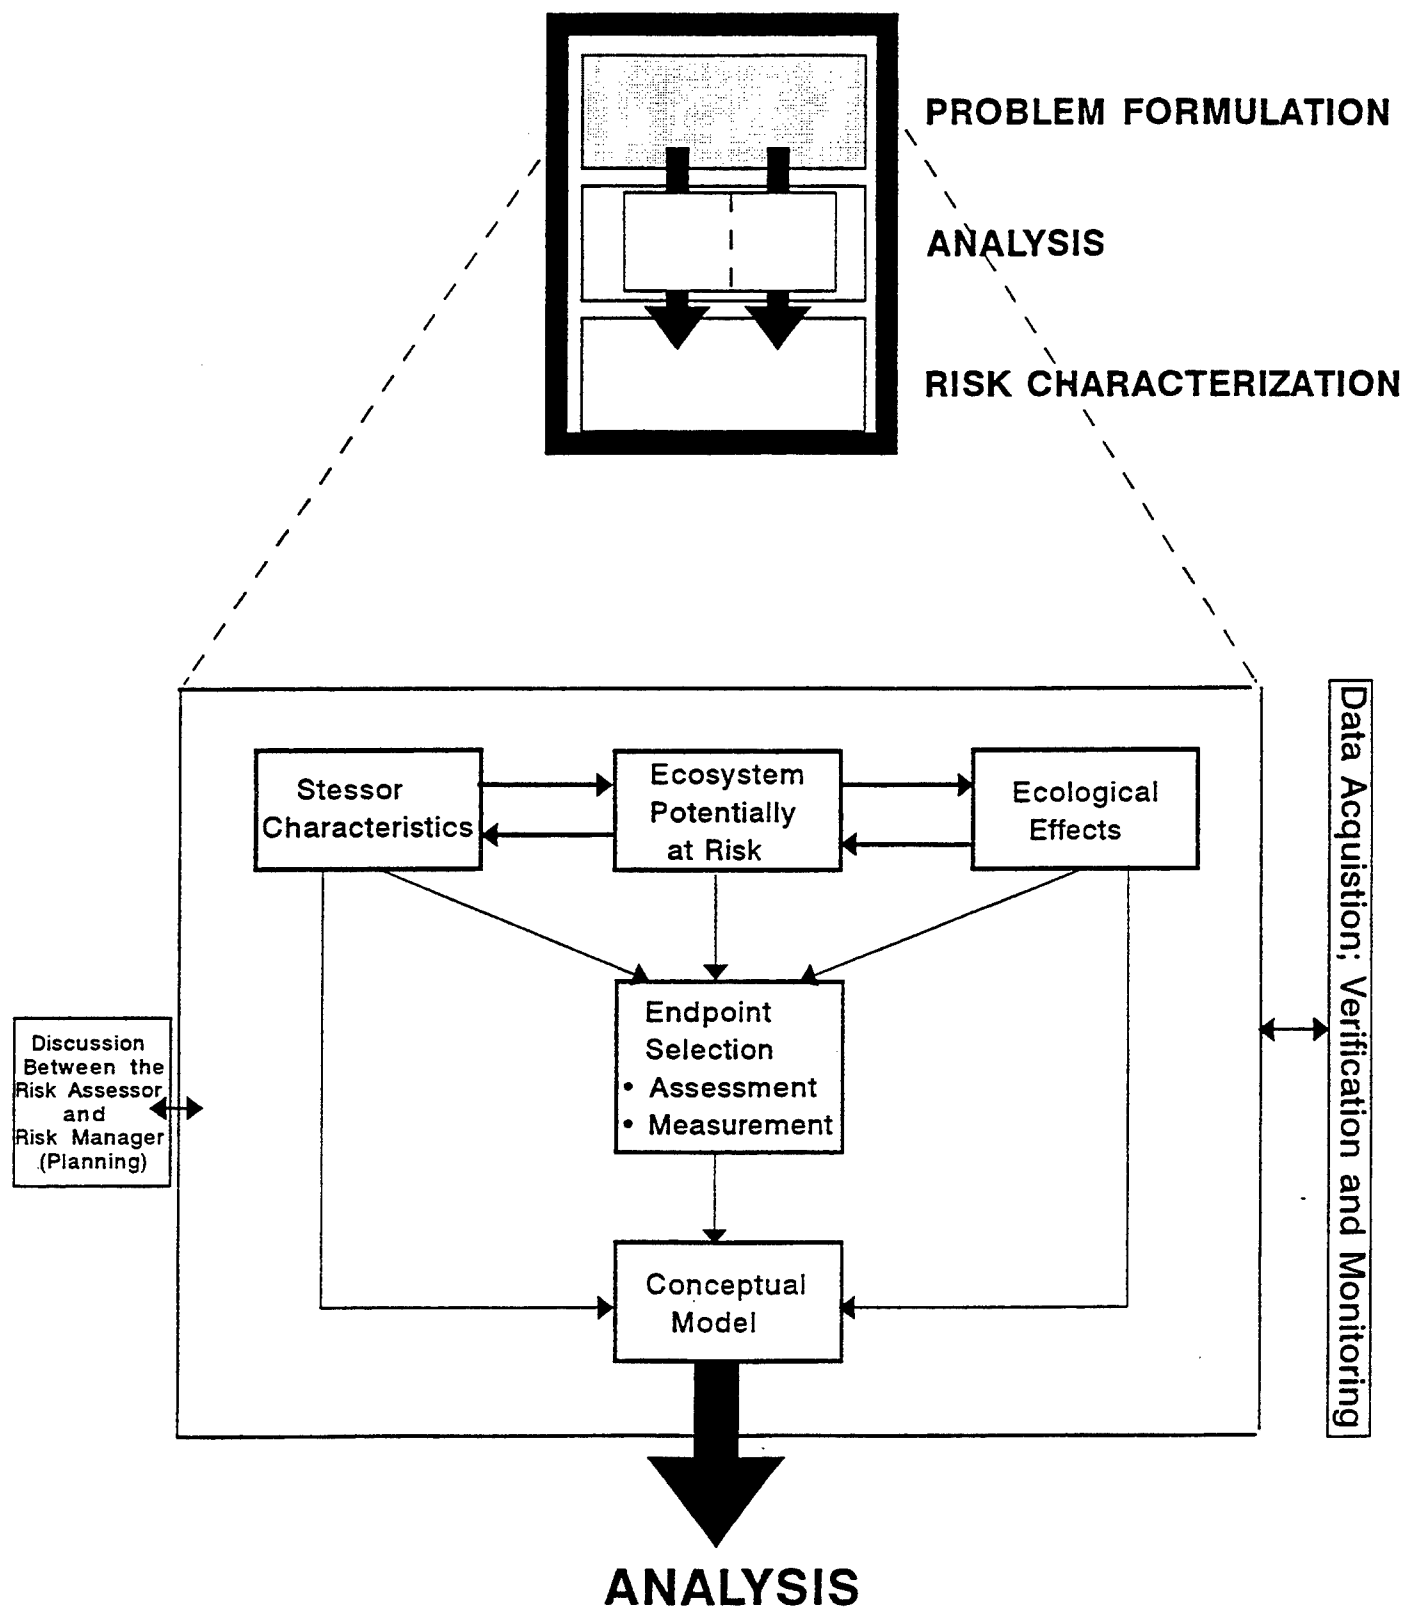 PROBLEM FORMULATION
ANALYSIS
RISK CHARACTERIZATION
Stessor
Characteristics
Ecosystem
Potentially
at Risk
Ecological
Effects
Endpoint
Selection
• Assessment
• Measurement
Discussion
Between the
Risk Assessor
and
Risk Manager
(Planning)
Conceptual
Model
Data Acquistion; Verification and Monitoring
ANALYSIS